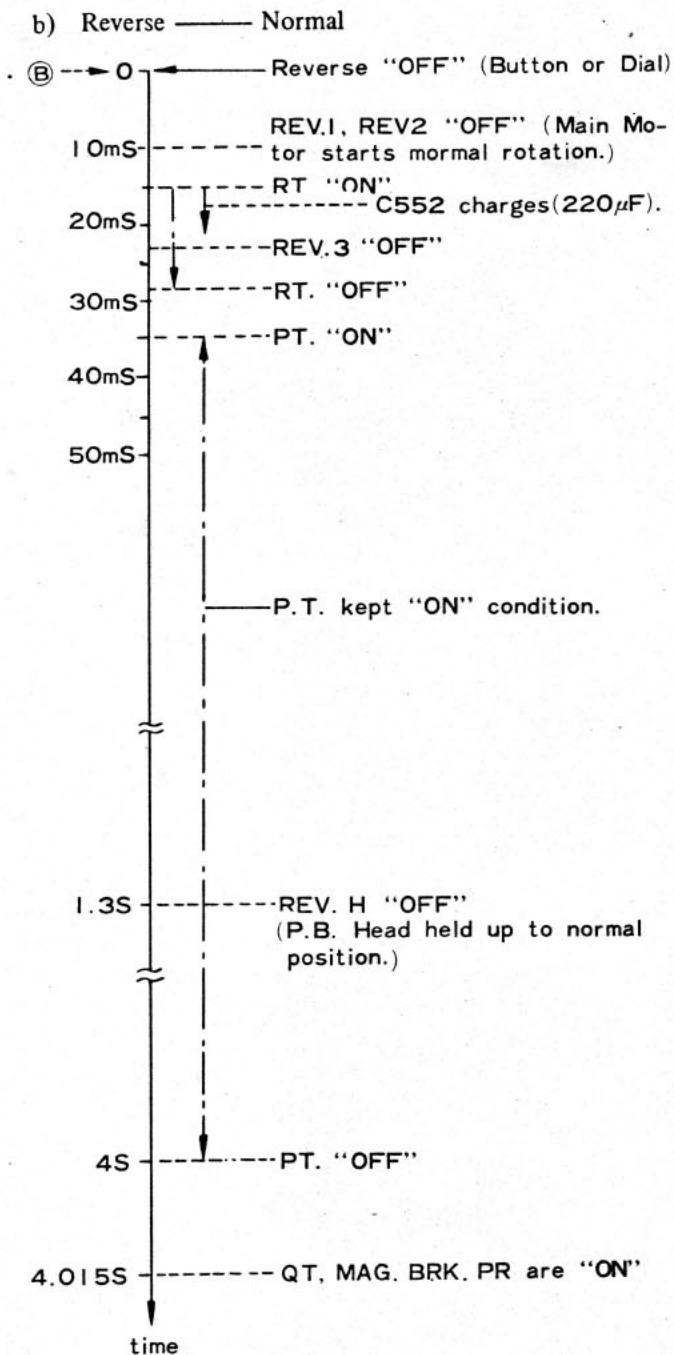 b) Reverse —— Normal
Ⓑ 0 Reverse “OFF” (Button or Dial)
REV.1, REV2 “OFF” (Main Mo-
10mS tor starts mormal rotation.)
RT “ON”
20mS C552 charges(220μF).
REV.3 “OFF”
30mS RT. “OFF”
PT. “ON”
40mS
50mS
P.T. kept “ON” condition.
1.3S REV. H “OFF”
(P.B. Head held up to normal
position.)
4S PT. “OFF”
4.015S QT, MAG. BRK. PR are “ON”
time